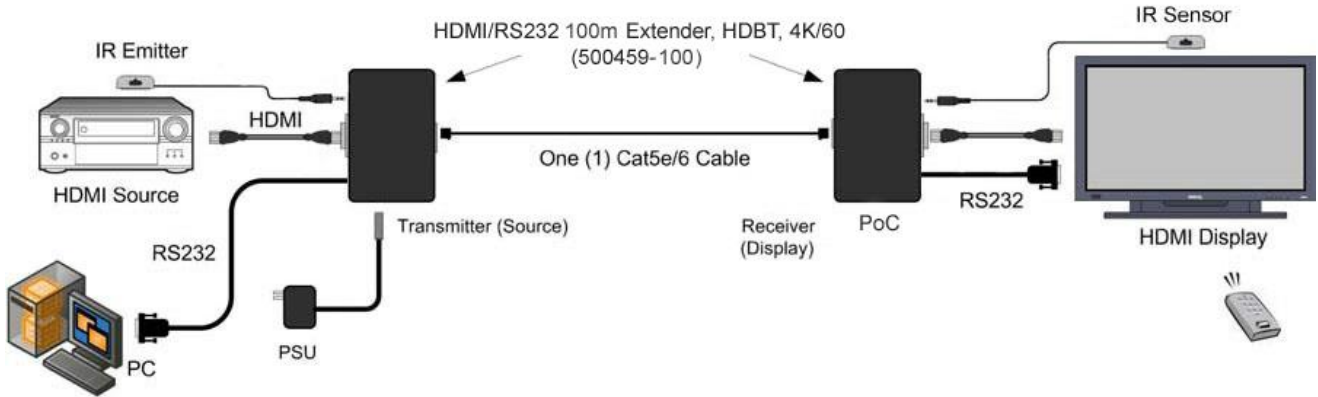 IR Sensor
HDMI/RS232 100m Extender, HDBT, 4K/60
(500459-100)
IR Emitter
HDMI
One (1) Cat5e/6 Cable
HDMI Source
RS232
Transmitter (Source)
Receiver
(Display)
PoC
RS232
HDMI Display
PSU
PC